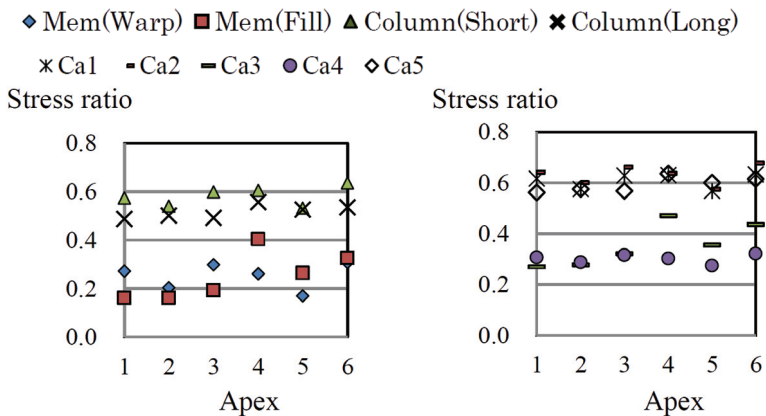 Mem(Warp) Mem(Fill) Column(Short) Column(Long)
Ca1 Ca2 Ca3 Ca4 Ca5
Stress ratio
0.8
0.6
0.4
0.2
0.0
1 2 3 4 5 6
Apex
Stress ratio
0.8
0.6
0.4
0.2
0.0
1 2 3 4 5 6
Apex